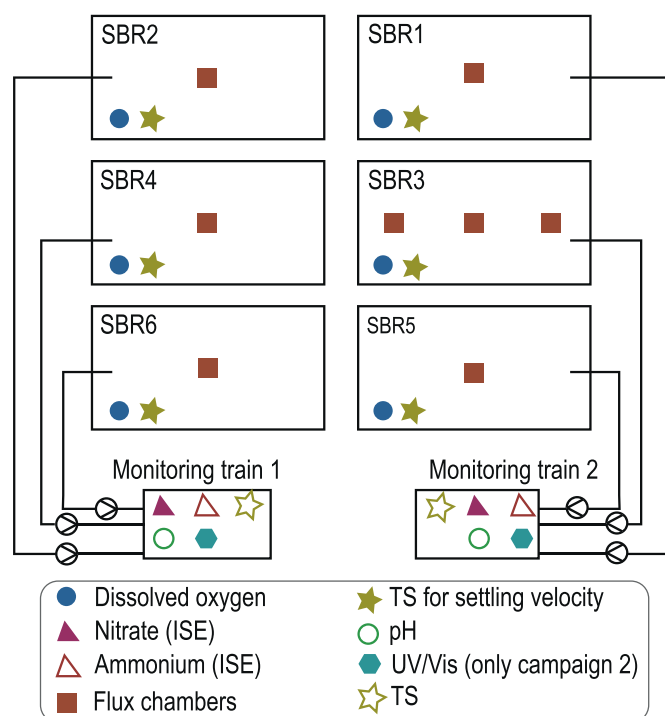 SBR2
SBR1
SBR4
SBR3
SBR6
SBR5
Monitoring train 1
Monitoring train 2
Dissolved oxygen
Nitrate (ISE)
Ammonium (ISE)
Flux chambers
TS for settling velocity
pH
UV/Vis (only campaign 2)
TS